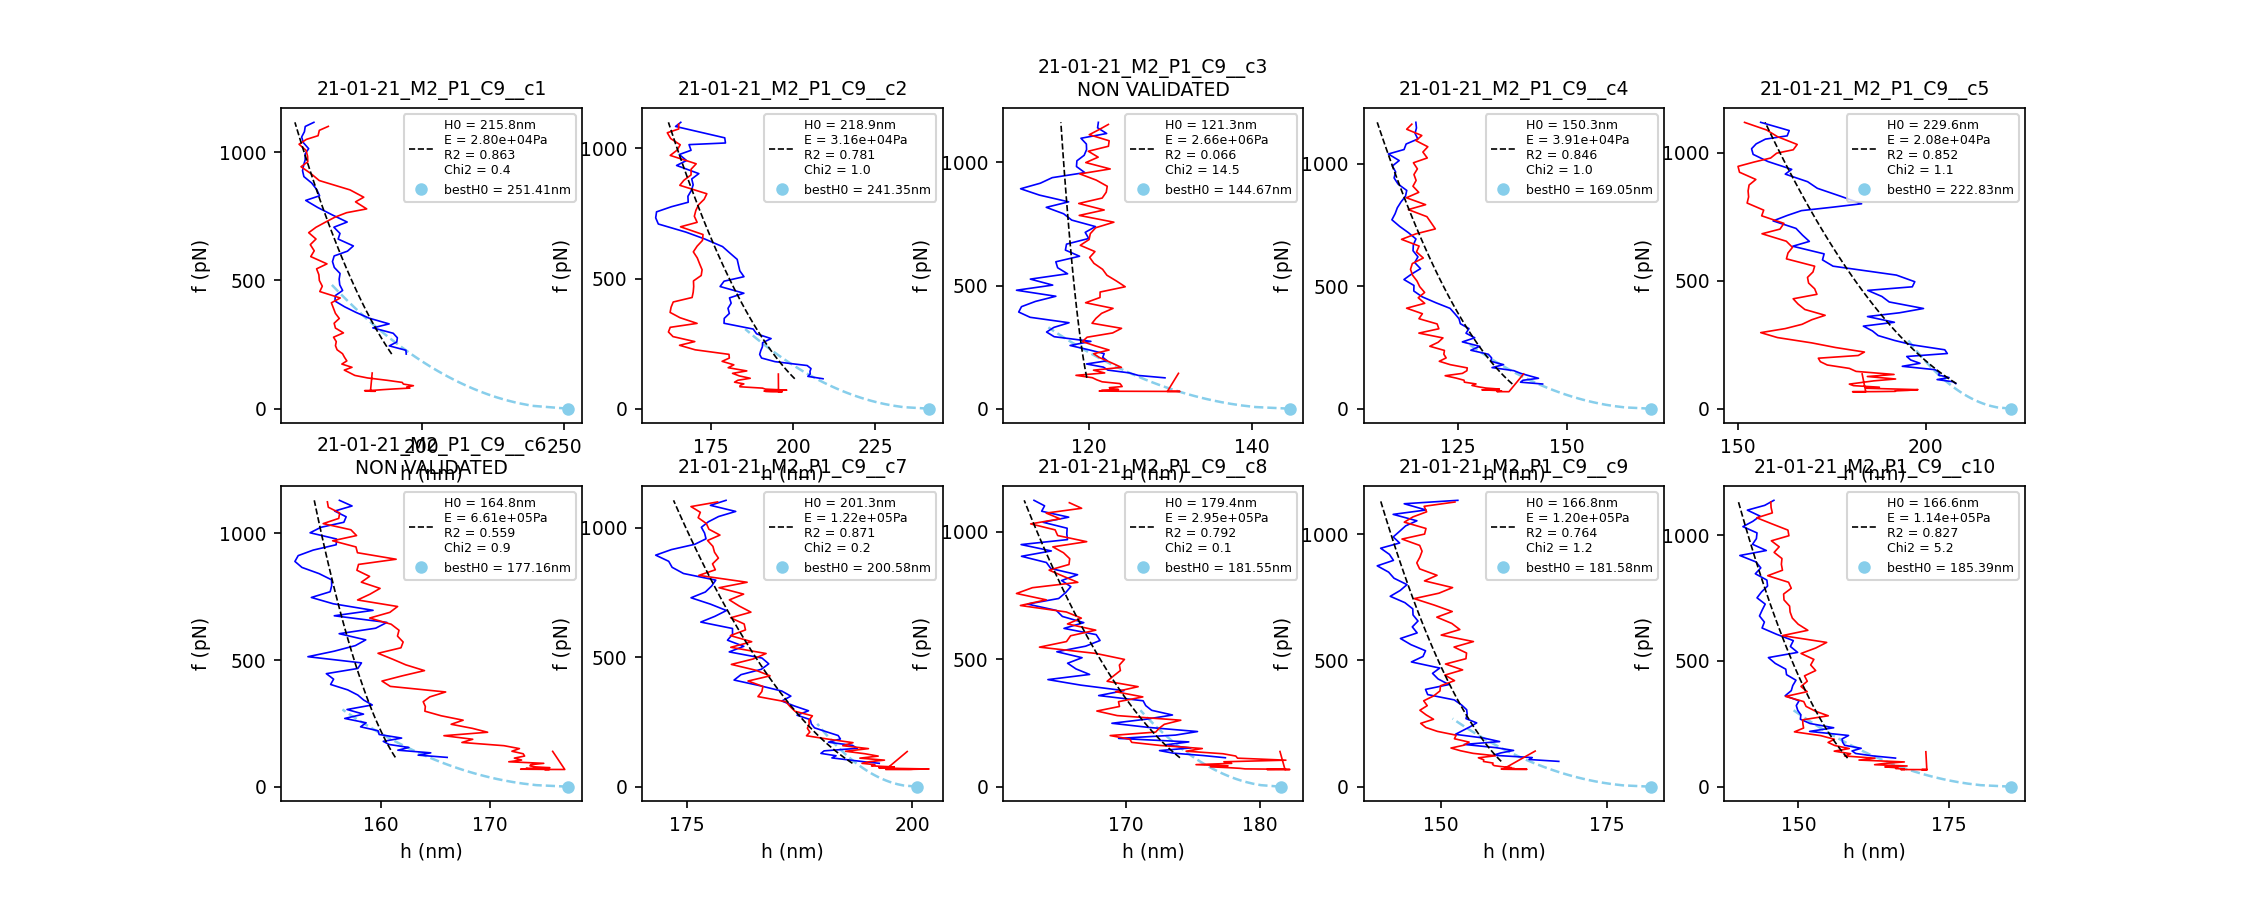 21-01-21_M2_P1_C9__c1
H0 = 215.8nm
E = 2.80e+04Pa
R2 = 0.863
Chi2 = 0.4
bestH0 = 251.41nm
1000
500
0
f (pN)
200
250
h (nm)
21-01-21_M2_P1_C9__c2
H0 = 218.9nm
E = 3.16e+04Pa
R2 = 0.781
Chi2 = 1.0
bestH0 = 241.35nm
1000
500
0
f (pN)
175
200
225
h (nm)
21-01-21_M2_P1_C9__c3
NON VALIDATED
H0 = 121.3nm
E = 2.66e+06Pa
R2 = 0.066
Chi2 = 14.5
bestH0 = 144.67nm
1000
500
0
f (pN)
120
140
h (nm)
21-01-21_M2_P1_C9__c4
H0 = 150.3nm
E = 3.91e+04Pa
R2 = 0.846
Chi2 = 1.0
bestH0 = 169.05nm
1000
500
0
f (pN)
125
150
h (nm)
21-01-21_M2_P1_C9__c5
H0 = 229.6nm
E = 2.08e+04Pa
R2 = 0.852
Chi2 = 1.1
bestH0 = 222.83nm
1000
500
0
f (pN)
150
200
h (nm)
21-01-21_M2_P1_C9__c6
NON VALIDATED
H0 = 164.8nm
E = 6.61e+05Pa
R2 = 0.559
Chi2 = 0.9
bestH0 = 177.16nm
1000
500
0
f (pN)
160
170
h (nm)
21-01-21_M2_P1_C9__c7
H0 = 201.3nm
E = 1.22e+05Pa
R2 = 0.871
Chi2 = 0.2
bestH0 = 200.58nm
1000
500
0
f (pN)
175
200
h (nm)
21-01-21_M2_P1_C9__c8
H0 = 179.4nm
E = 2.95e+05Pa
R2 = 0.792
Chi2 = 0.1
bestH0 = 181.55nm
1000
500
0
f (pN)
170
180
h (nm)
21-01-21_M2_P1_C9__c9
H0 = 166.8nm
E = 1.20e+05Pa
R2 = 0.764
Chi2 = 1.2
bestH0 = 181.58nm
1000
500
0
f (pN)
150
175
h (nm)
21-01-21_M2_P1_C9__c10
H0 = 166.6nm
E = 1.14e+05Pa
R2 = 0.827
Chi2 = 5.2
bestH0 = 185.39nm
1000
500
0
f (pN)
150
175
h (nm)